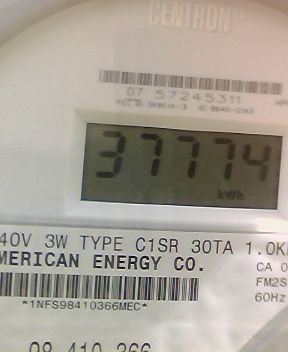 CENTRON
07 57245311
37774
kWh
40V 3W TYPE C1SR 30TA 1.0K
MERICAN ENERGY CO.
CA 0
FM2S
60Hz
*1NFS98410366MEC*
98 410 366